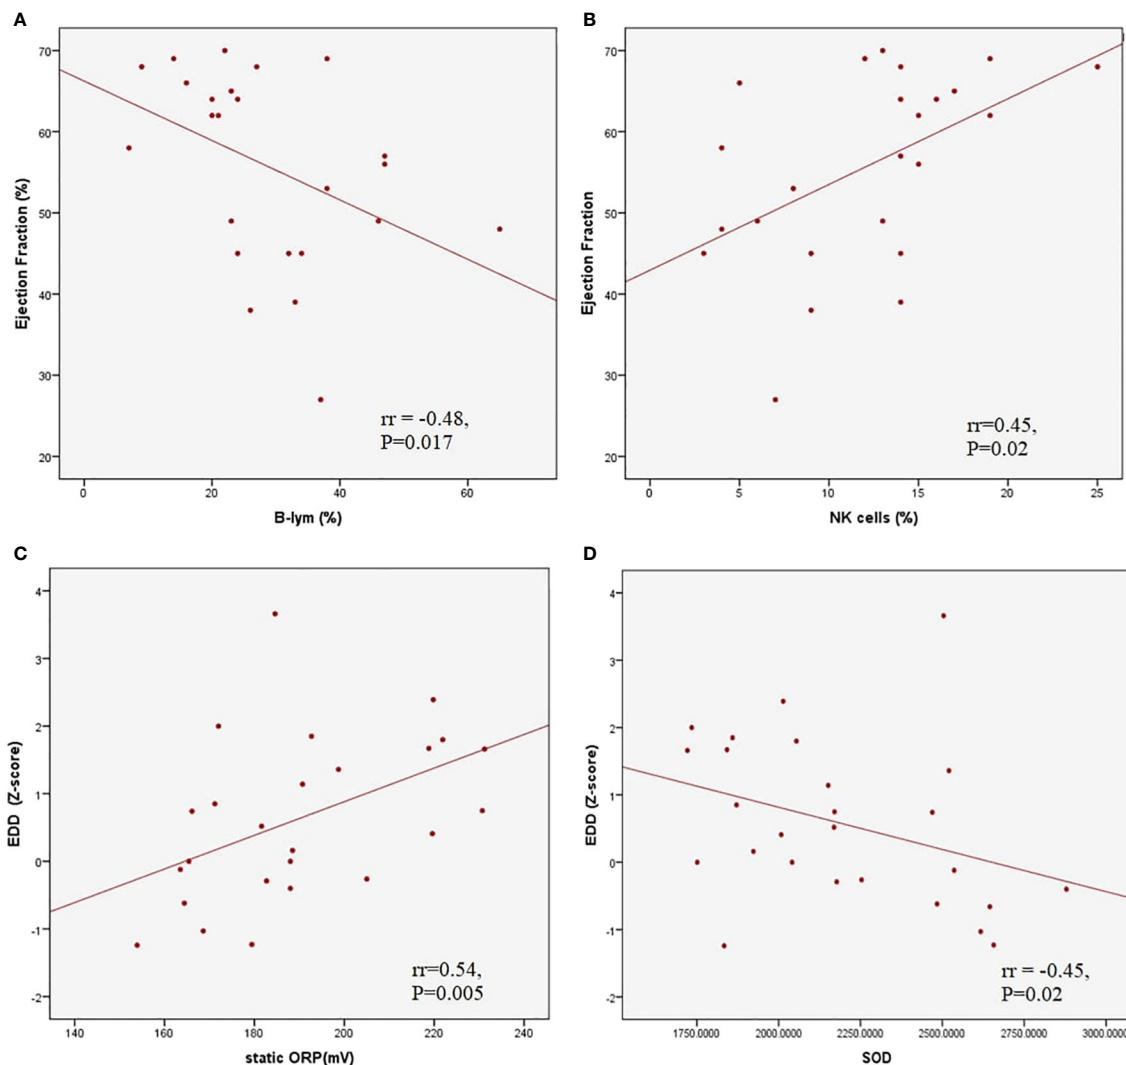 A
70
60
50
40
30
20
Ejection Fraction (%)
rr = -0.48,
P=0.017
0 20 40 60
B-lym (%)
B
70
60
50
40
30
20
Ejection Fraction
rr=0.45,
P=0.02
0 5 10 15 20 25
NK cells (%)
C
4
3
2
1
0
-1
-2
EDD (Z-score)
rr=0.54,
P=0.005
140 160 180 200 220 240
static ORP(mV)
D
4
3
2
1
0
-1
-2
EDD (Z-score)
rr = -0.45,
P=0.02
1750.0000 2000.0000 2250.0000 2500.0000 2750.0000 3000.0000
SOD